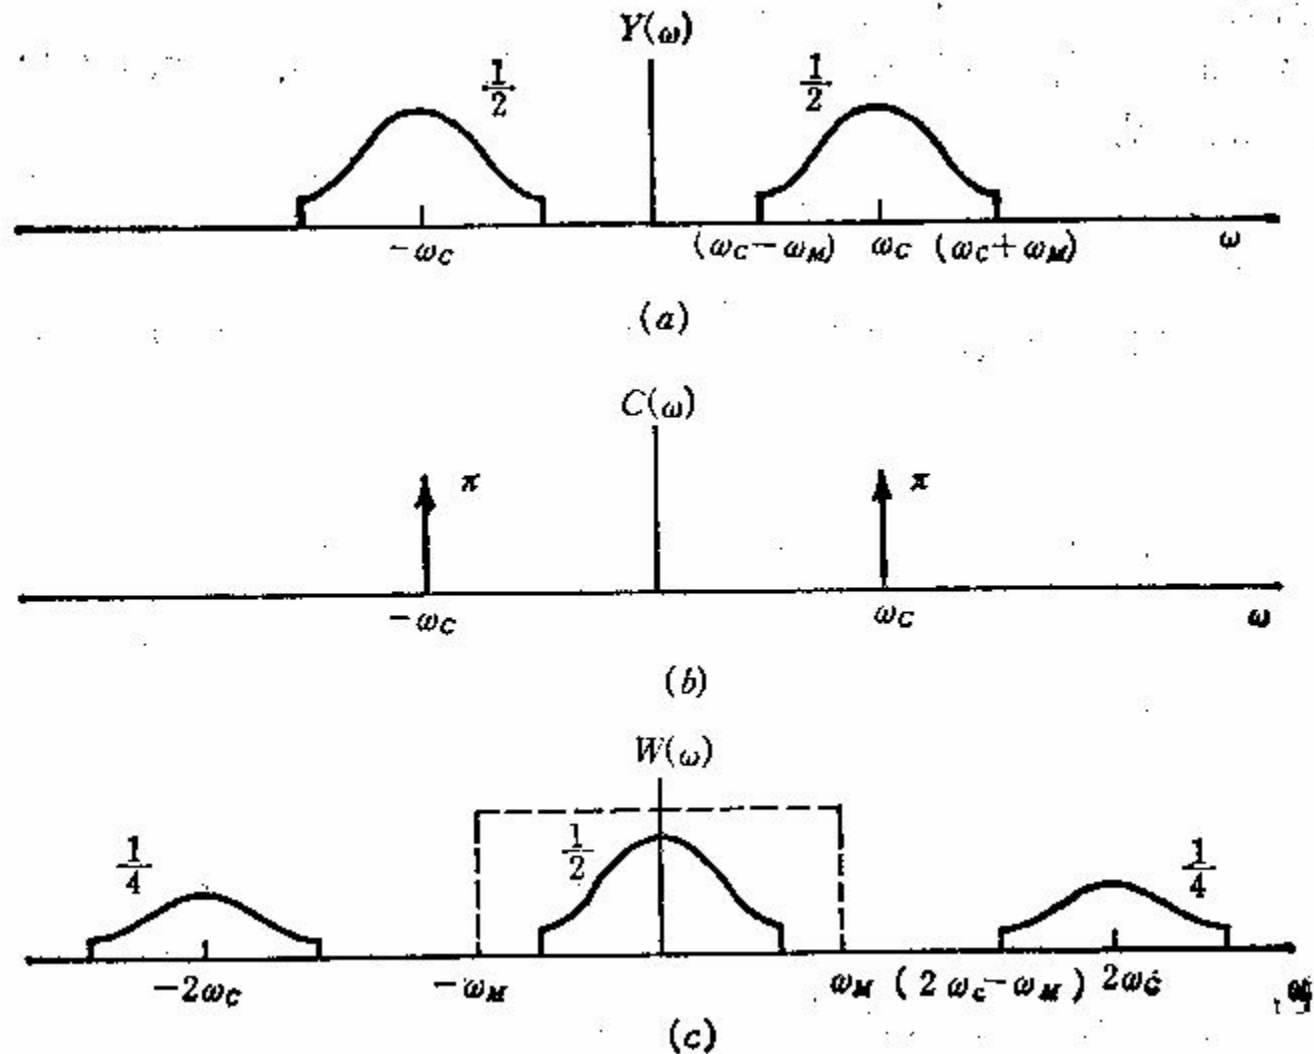 Y(ω)
1/2
1/2
-ω_C
(ω_C-ω_M)
ω_C
(ω_C+ω_M)
ω
(a)
C(ω)
π
π
-ω_C
ω_C
ω
(b)
W(ω)
1/4
1/2
1/4
-2ω_C
-ω_M
ω_M
(2ω_C-ω_M)
2ω_C
(c)